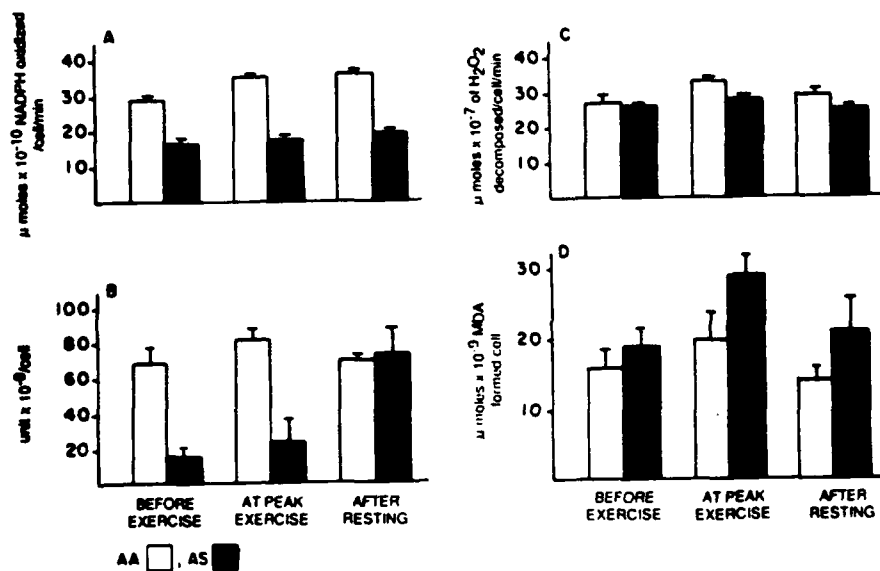 A
μ moles x 10⁻¹⁰ NADPH oxidized
/cell/min
40
30
20
10
C
μ moles x 10⁻⁷ of H₂O₂
decomposed/cell/min
40
30
20
10
B
unit x 10⁻⁸/cell
100
80
60
40
20
BEFORE EXERCISE
AT PEAK EXERCISE
AFTER RESTING
D
μ moles x 10⁻⁹ MDA
formed cell
30
20
10
BEFORE EXERCISE
AT PEAK EXERCISE
AFTER RESTING
AA , AS